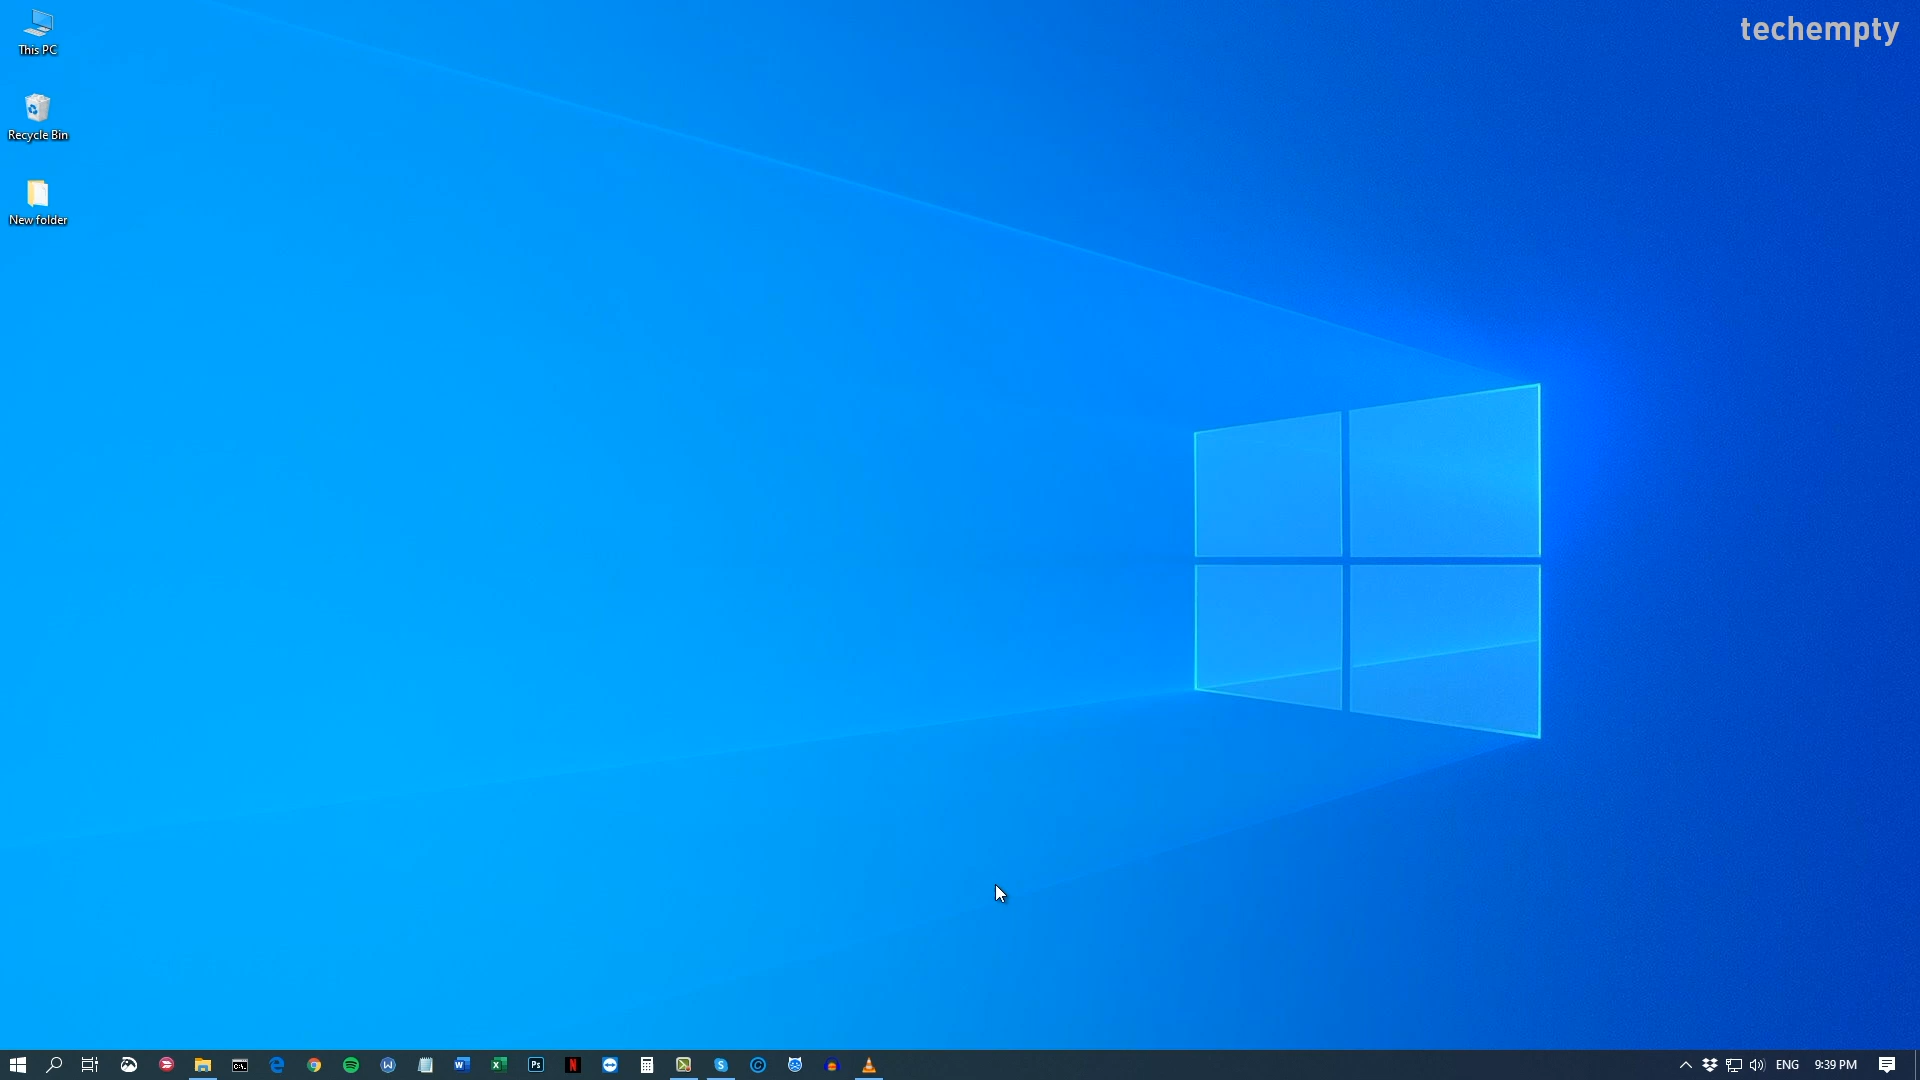 techempty
This PC
Recycle Bin
New folder
ENG
9:39 PM